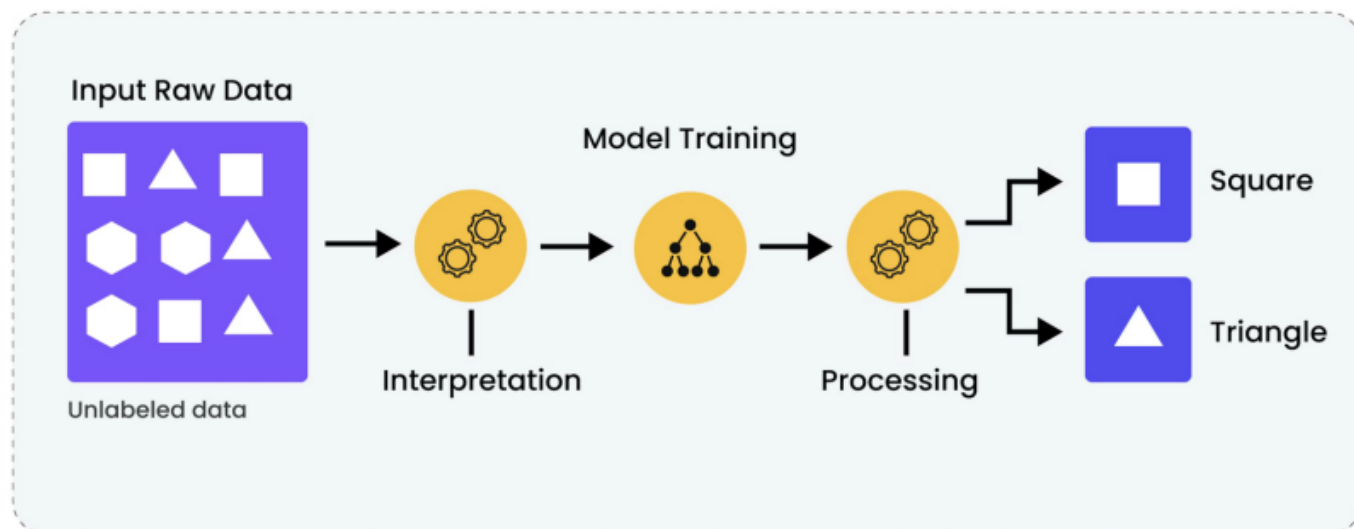 Input Raw Data
Model Training
Square
Triangle
Interpretation
Processing
Unlabeled data